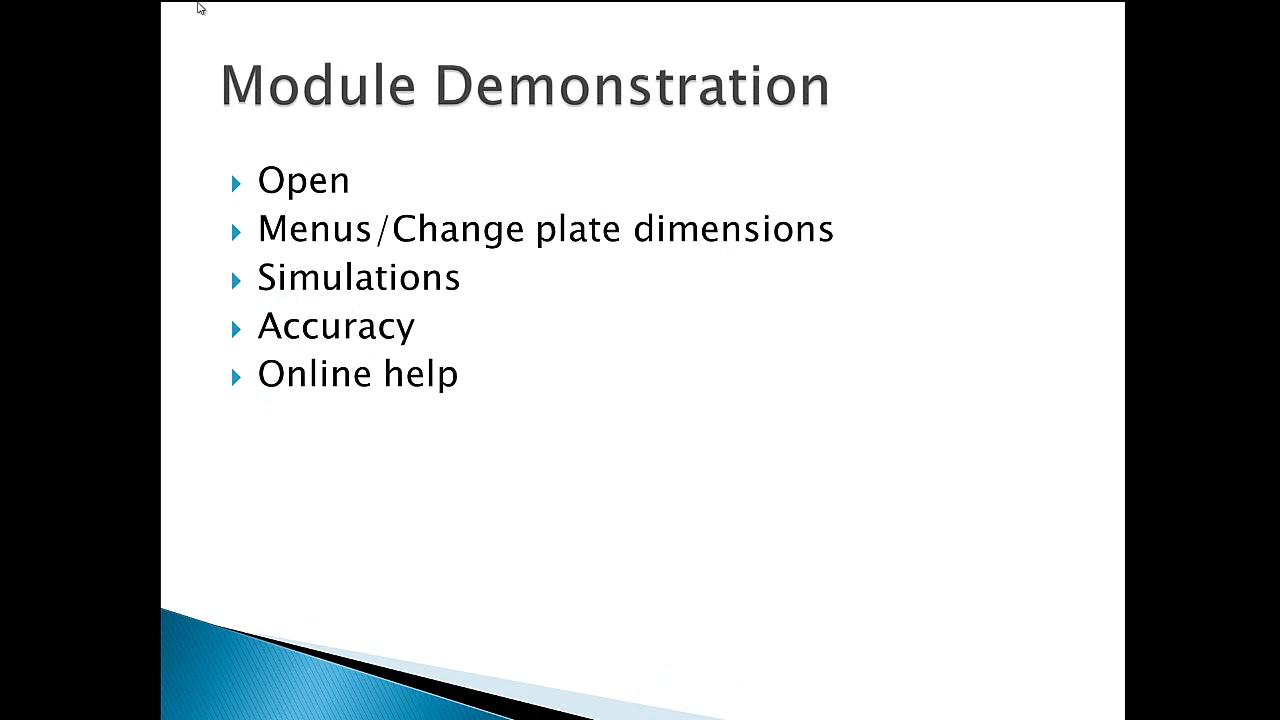 Module Demonstration
Open
Menus/Change plate dimensions
Simulations
Accuracy
Online help